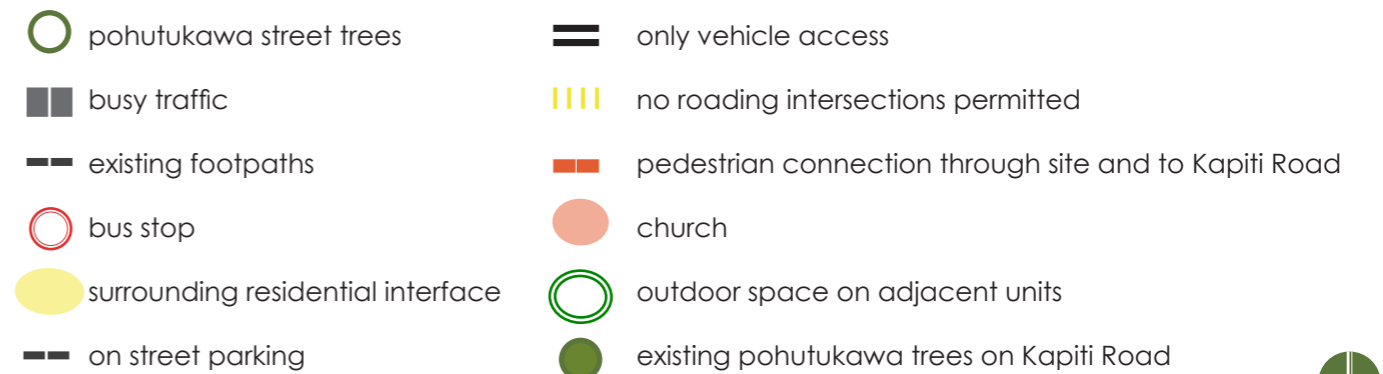 pohutukawa street trees
busy traffic
existing footpaths
bus stop
surrounding residential interface
on street parking
only vehicle access
no roading intersections permitted
pedestrian connection through site and to Kapiti Road
church
outdoor space on adjacent units
existing pohutukawa trees on Kapiti Road